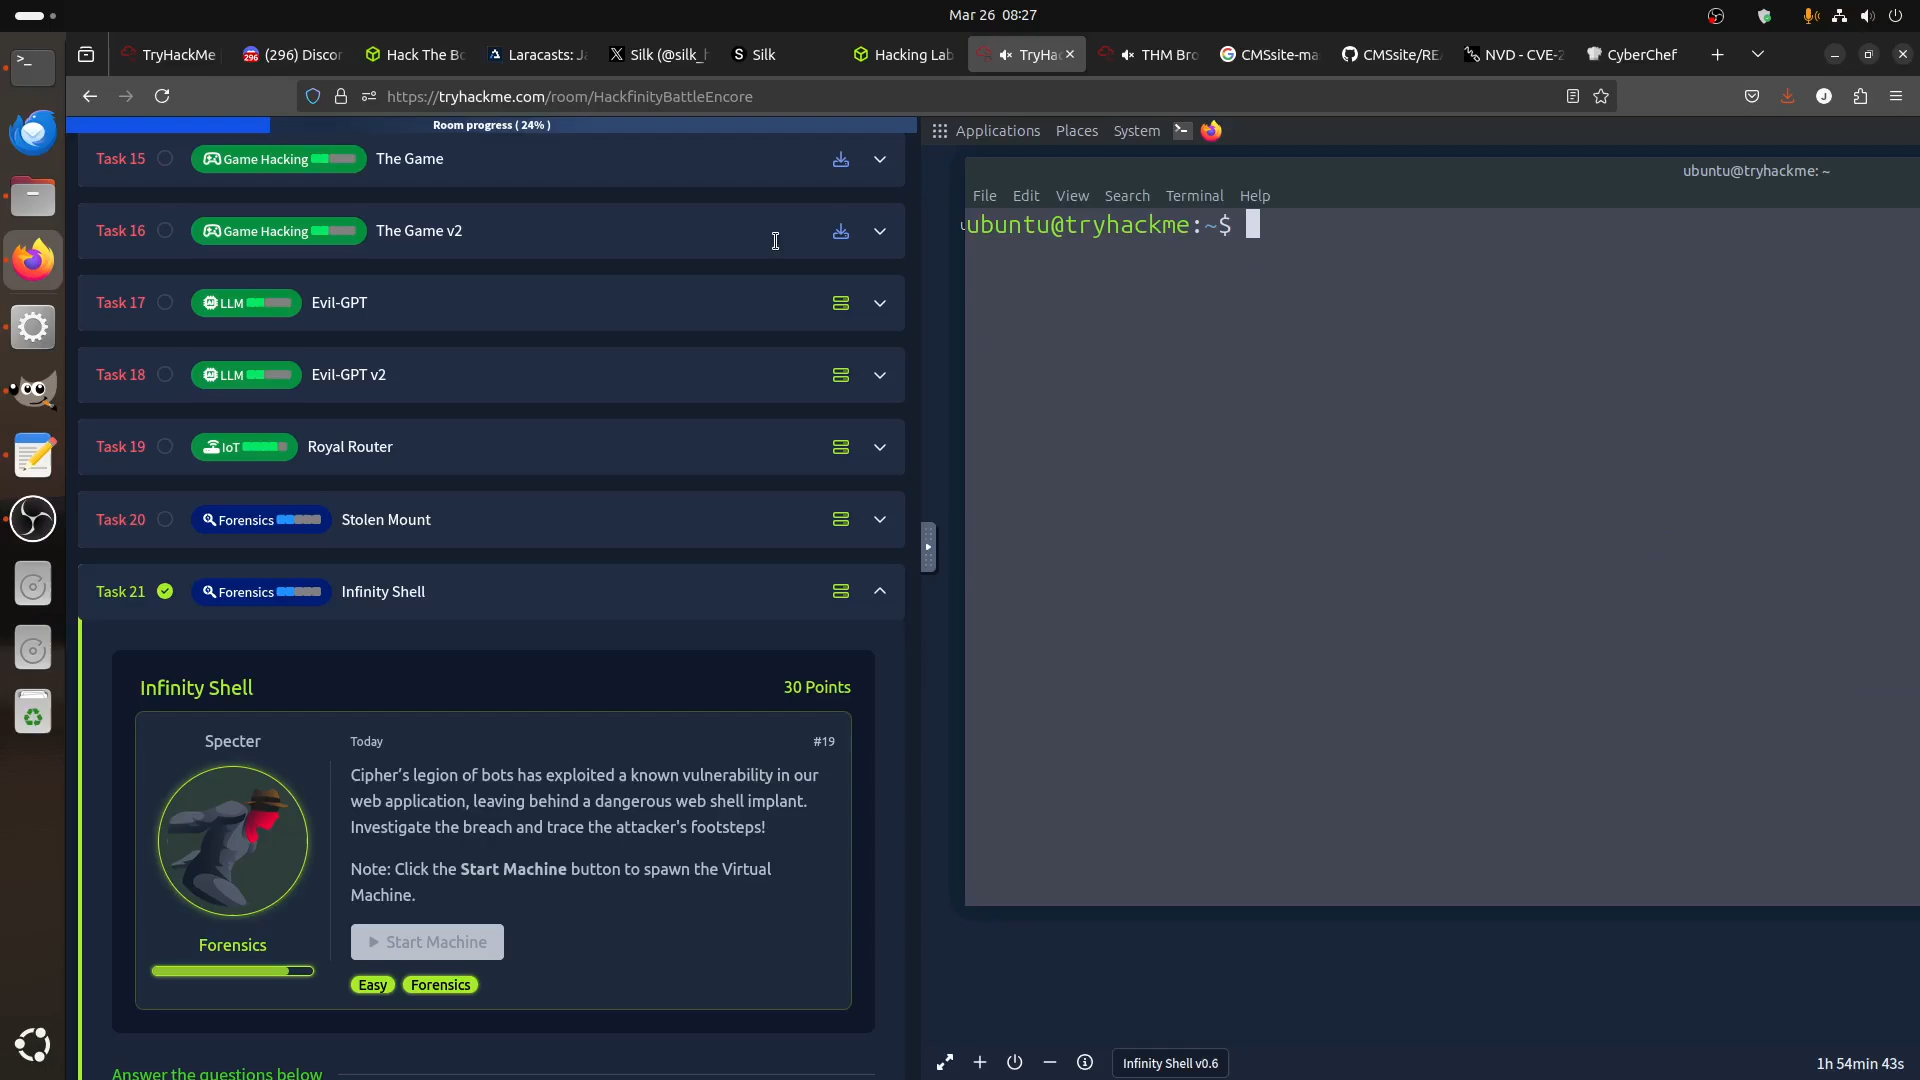 Mar 26 08:27
TryHackMe
(296) Discor
Hack The Bo
Laracasts: Ja
Silk (@silk_h
Silk
Hacking Lab
TryHac
THM Bro
CMSsite-ma
CMSsite/REA
NVD - CVE-2
CyberChef
https://tryhackme.com/room/HackfinityBattleEncore
Room progress ( 24% )
Task 15 Game Hacking The Game
Task 16 Game Hacking The Game v2
Task 17 LLM Evil-GPT
Task 18 LLM Evil-GPT v2
Task 19 IoT Royal Router
Task 20 Forensics Stolen Mount
Task 21 Forensics Infinity Shell
Infinity Shell 30 Points
Specter
Today #19
Cipher’s legion of bots has exploited a known vulnerability in our
web application, leaving behind a dangerous web shell implant.
Investigate the breach and trace the attacker's footsteps!
Note: Click the Start Machine button to spawn the Virtual
Machine.
Forensics
Start Machine
Easy Forensics
Answer the questions below
Applications Places System
ubuntu@tryhackme: ~
File Edit View Search Terminal Help
ubuntu@tryhackme:~$
Infinity Shell v0.6
1h 54min 43s